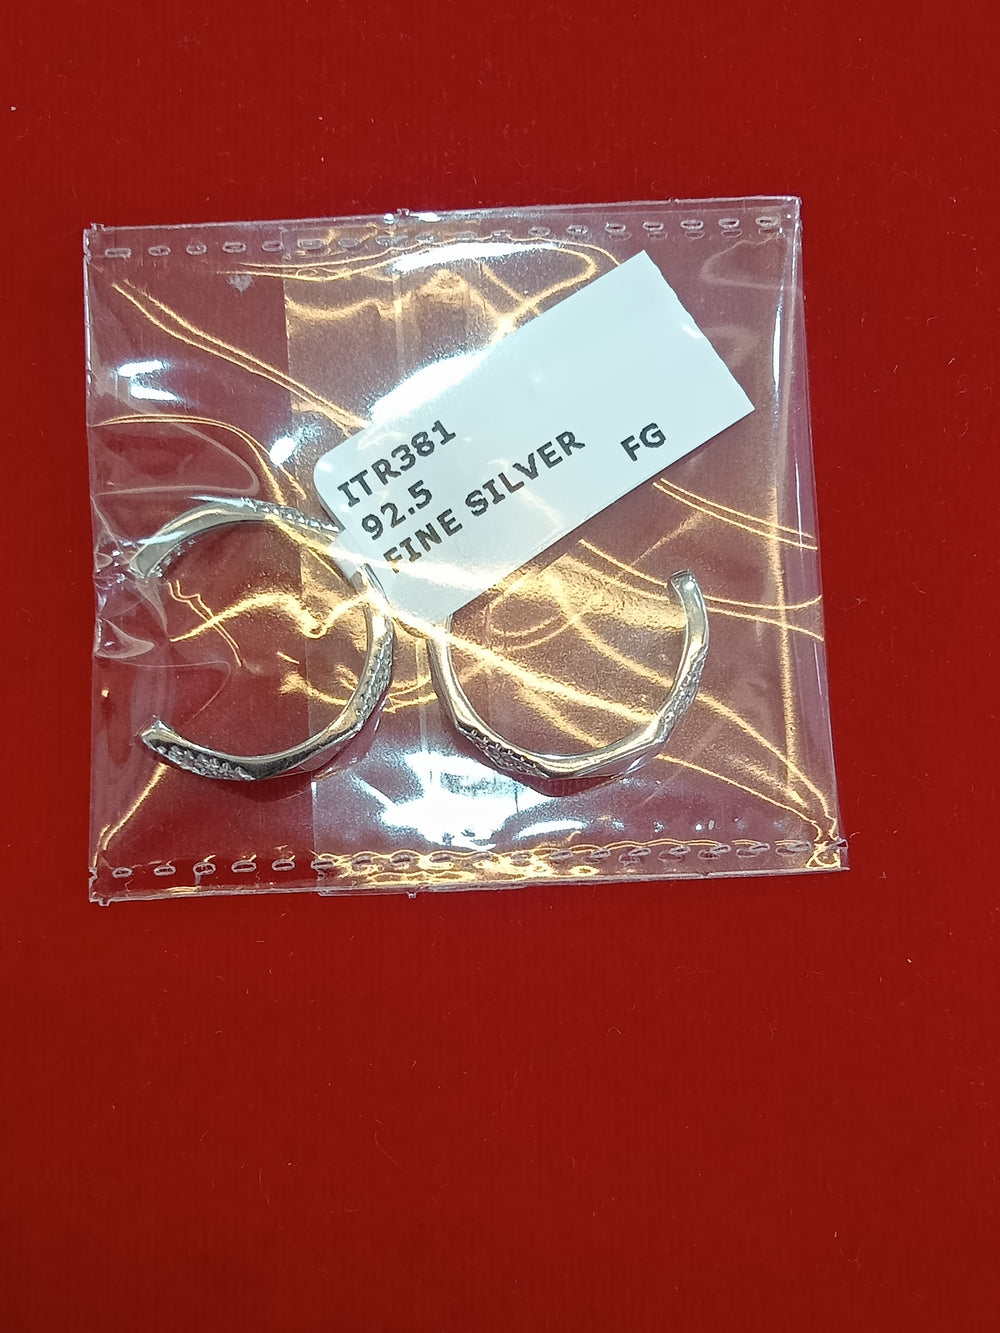 ITR381
92.5
FINE SILVER FG